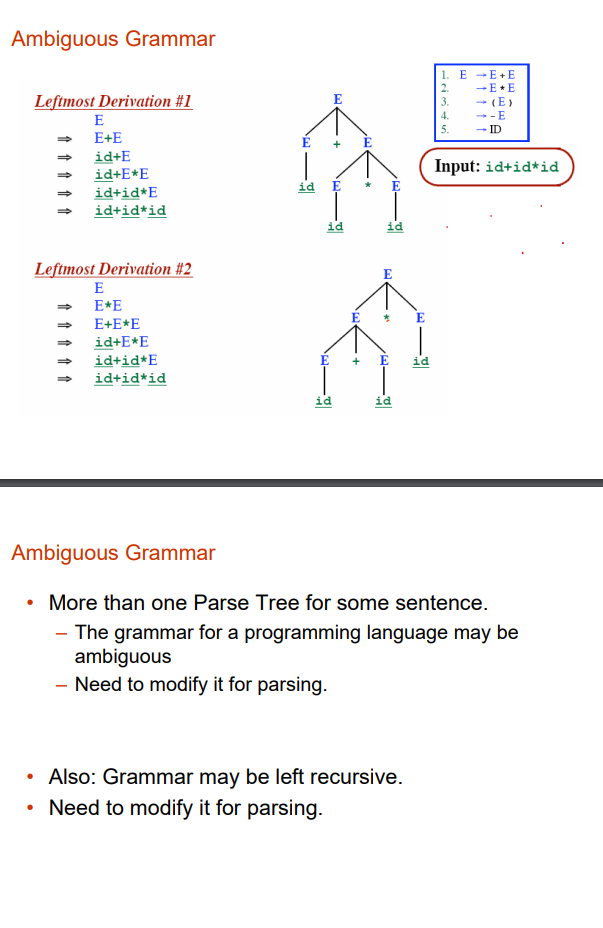 Ambiguous Grammar
Leftmost Derivation #1
E
⇒ E+E
⇒ id+E
⇒ id+E*E
⇒ id+id*E
⇒ id+id*id
E
E + E
id E * E
id id
1. E → E + E
2. → E * E
3. → ( E )
4. → - E
5. → ID
Input: id+id*id
Leftmost Derivation #2
E
⇒ E*E
⇒ E+E*E
⇒ id+E*E
⇒ id+id*E
⇒ id+id*id
E
E * E
E + E id
id id
Ambiguous Grammar
• More than one Parse Tree for some sentence.
– The grammar for a programming language may be
ambiguous
– Need to modify it for parsing.
• Also: Grammar may be left recursive.
• Need to modify it for parsing.